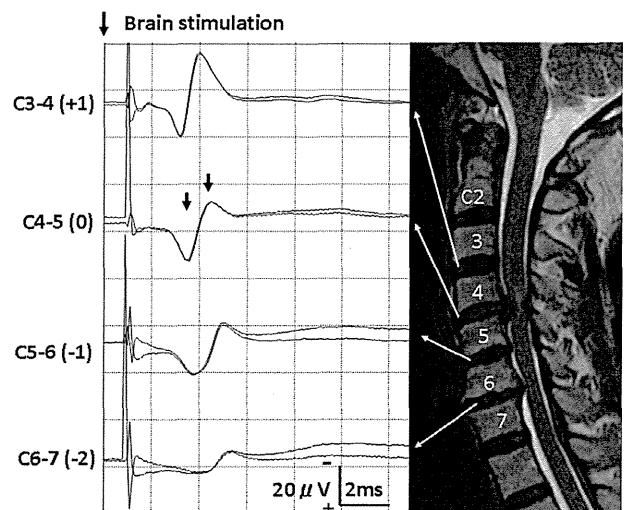 Brain stimulation
C3-4 (+1)
C4-5 (0)
C5-6 (-1)
C6-7 (-2)
-
20 μV 2ms
+
C2
3
4
5
6
7